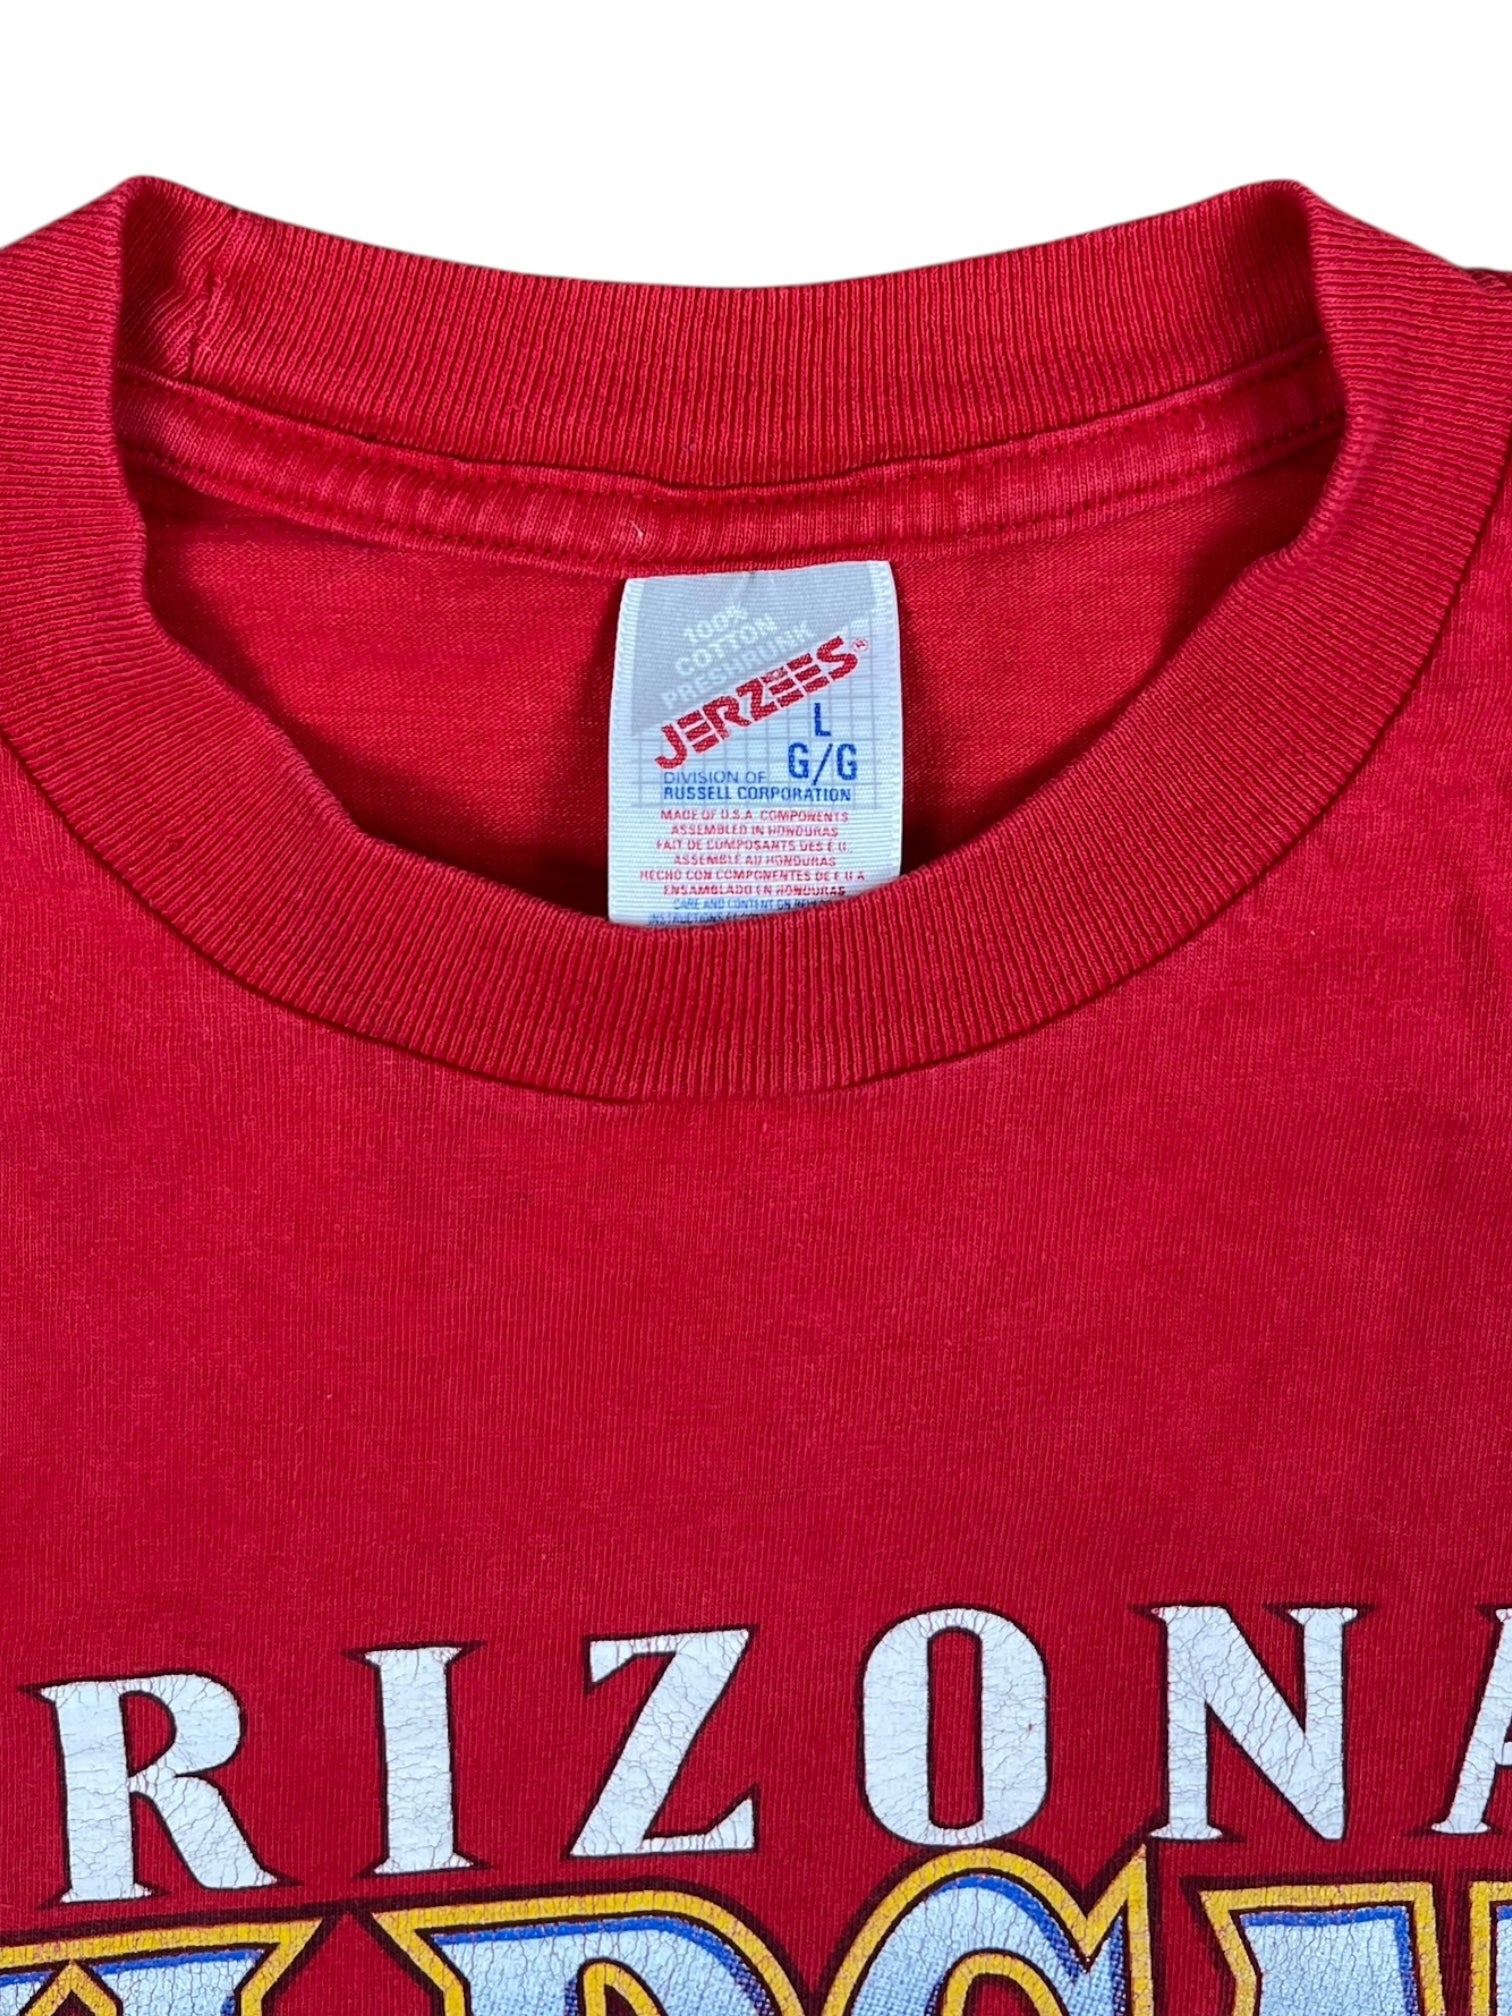 100%
COTTON
PRESHRUNK
JERZEES®
L
G/G
DIVISION OF
RUSSELL CORPORATION
MADE OF U.S.A. COMPONENTS
ASSEMBLED IN HONDURAS
FAIT DE COMPOSANTS DES E.U.
ASSEMBLÉ AU HONDURAS
HECHO CON COMPONENTES DE E U A
ENSAMBLADO EN HONDURAS
CARE AND CONTENT ON
INSTRUCTIONS
RIZONA